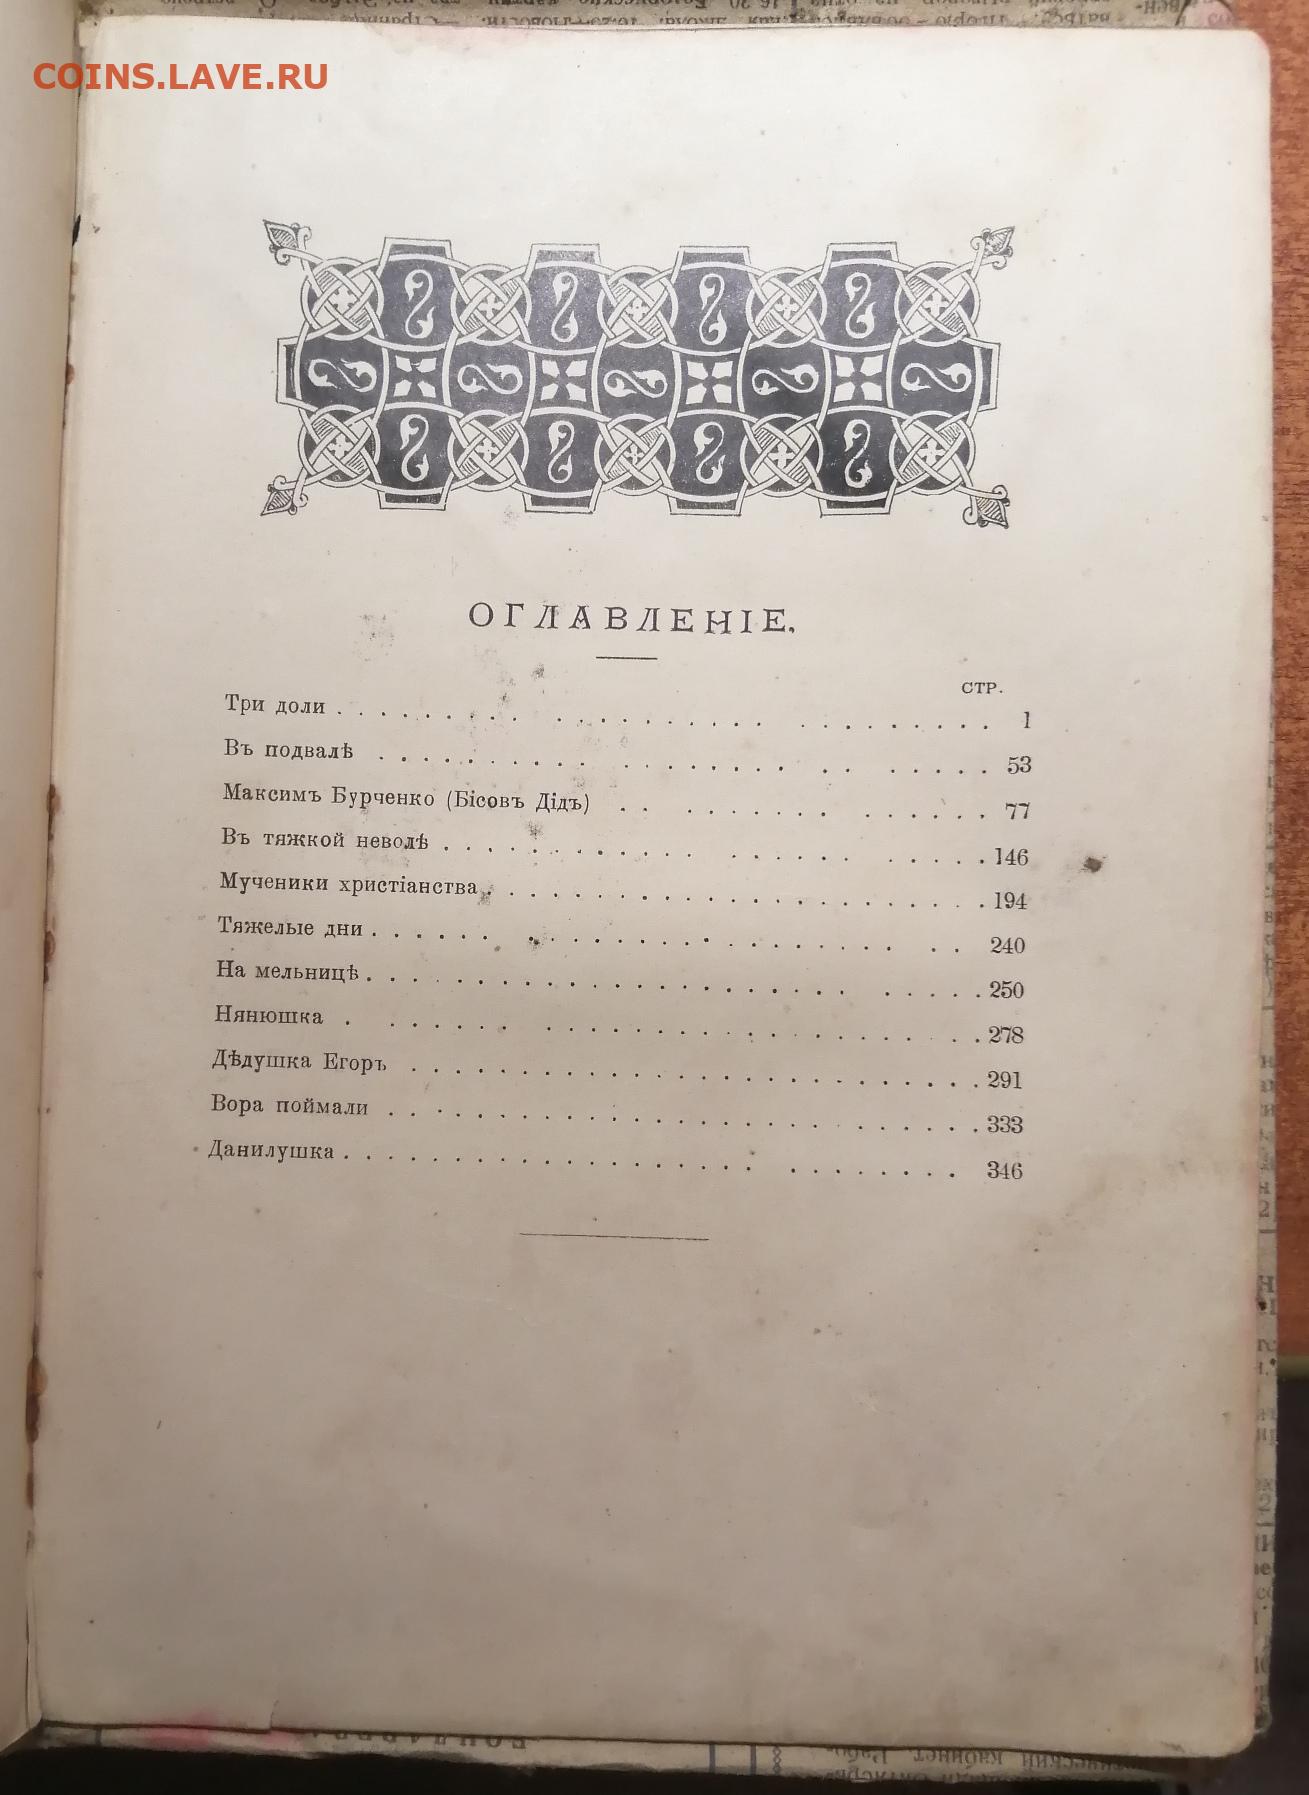 COINS.LAVE.RU
ОГЛАВЛЕНІЕ.
СТР.
Три доли . . . . . . . . . . . . . . . . . . . . . . . . . . . 1
Въ подвалѣ . . . . . . . . . . . . . . . . . . . . . . . . . 53
Максимъ Бурченко (Бісовъ Дідъ) . . . . . . . . . . . . . . 77
Въ тяжкой неволѣ . . . . . . . . . . . . . . . . . . . . . . 146
Мученики христіанства . . . . . . . . . . . . . . . . . . . . 194
Тяжелые дни . . . . . . . . . . . . . . . . . . . . . . . . 240
На мельницѣ . . . . . . . . . . . . . . . . . . . . . . . . 250
Нянюшка . . . . . . . . . . . . . . . . . . . . . . . . . . 278
Дѣдушка Егоръ . . . . . . . . . . . . . . . . . . . . . . . 291
Вора поймали . . . . . . . . . . . . . . . . . . . . . . . . 333
Данилушка . . . . . . . . . . . . . . . . . . . . . . . . . 346